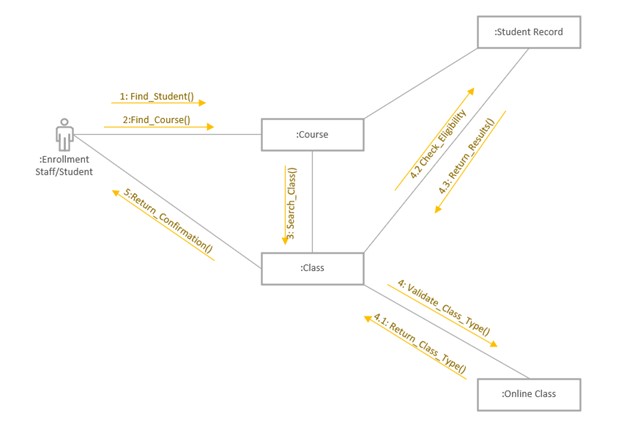 :Student Record
1: Find_Student()
2:Find_Course()
:Course
:Enrollment
Staff/Student
4.2 Check_Eligibility
4.3: Return_Results()
3: Search_Class()
5:Return_Confirmation()
:Class
4: Validate_Class_Type()
4.1: Return_Class_Type()
:Online Class